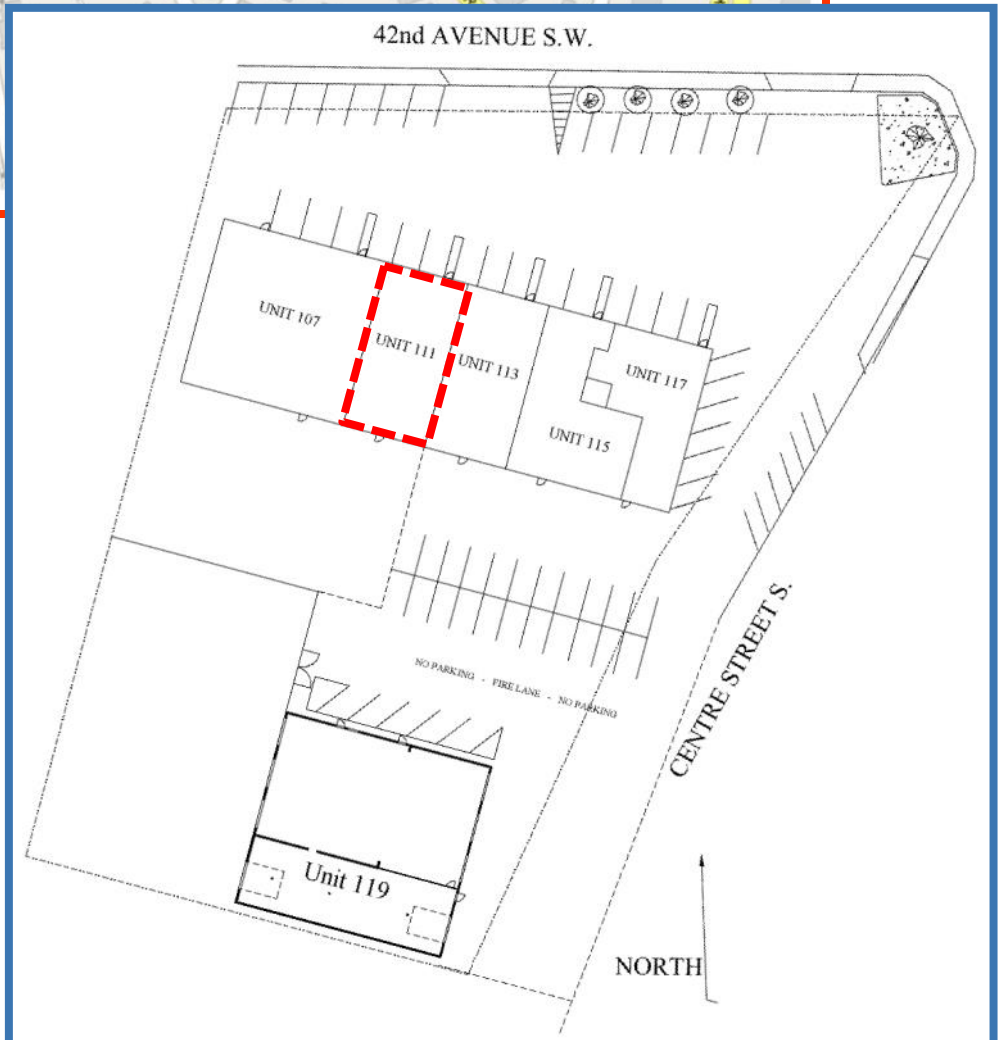 42nd AVENUE S.W.
UNIT 107
UNIT 111
UNIT 113
UNIT 117
UNIT 115
NO PARKING - FIRE LANE - NO PARKING
CENTRE STREET S.
Unit 119
NORTH